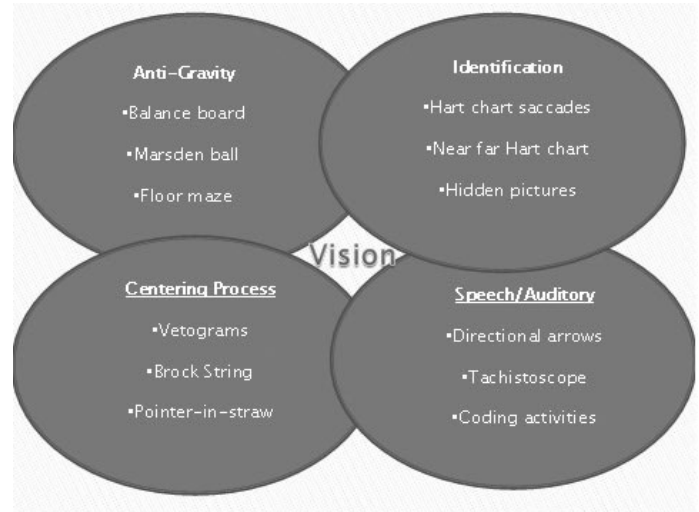 Anti-Gravity
▪Balance board
▪Marsden ball
▪Floor maze
Identification
▪Hart chart saccades
▪Near far Hart chart
▪Hidden pictures
Vision
Centering Process
▪Vetograms
▪Brock String
▪Pointer-in-straw
Speech/Auditory
▪Directional arrows
▪Tachistoscope
▪Coding activities